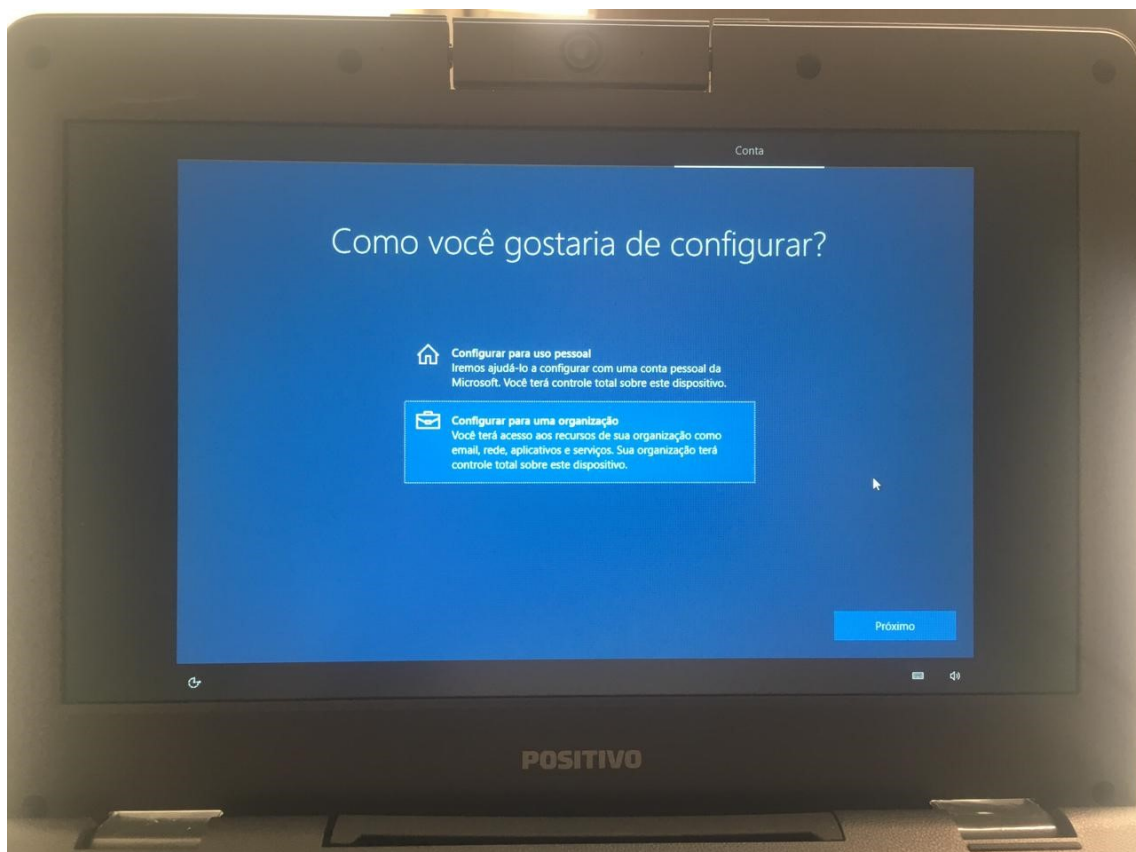 Conta
Como você gostaria de configurar?
Configurar para uso pessoal
Iremos ajudá-lo a configurar com uma conta pessoal da
Microsoft. Você terá controle total sobre este dispositivo.
Configurar para uma organização
Você terá acesso aos recursos de sua organização como
email, rede, aplicativos e serviços. Sua organização terá
controle total sobre este dispositivo.
Próximo
POSITIVO